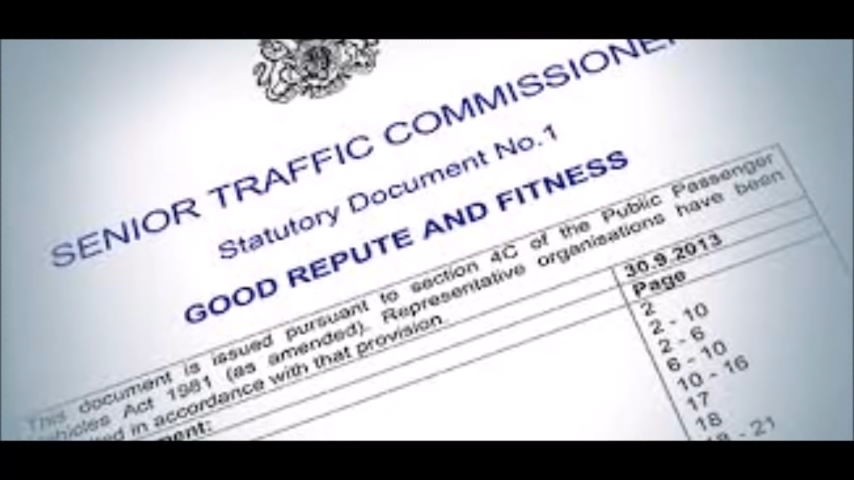 SENIOR TRAFFIC COMMISSIONER
Statutory Document No.1
GOOD REPUTE AND FITNESS
This document is issued pursuant to section 4C of the Public Passenger
Vehicles Act 1981 (as amended). Representative organisations have been
in accordance with that provision.
30.9.2013
Page
2
2 - 10
2 - 6
6 - 10
10 - 16
17
18
- 21